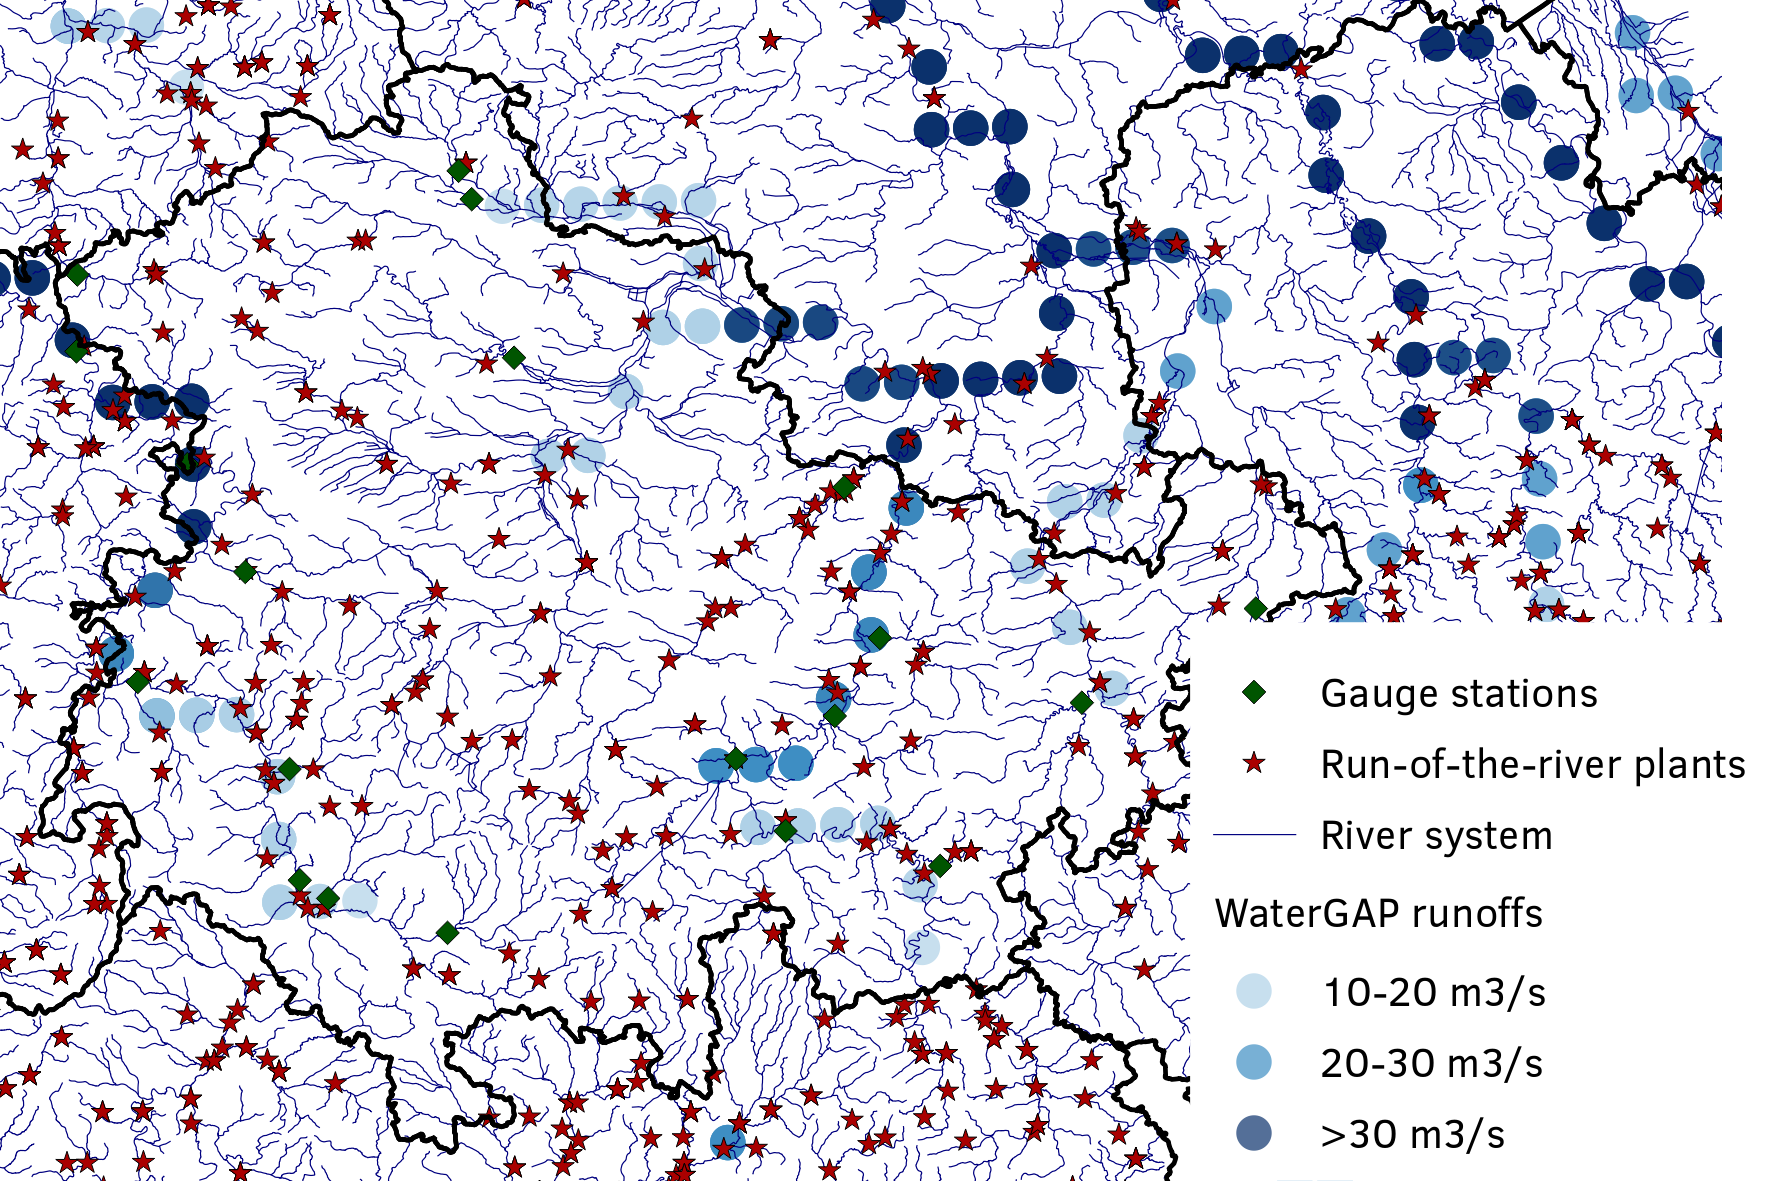 Gauge stations
Run-of-the-river plants
River system
WaterGAP runoffs
10-20 m3/s
20-30 m3/s
>30 m3/s